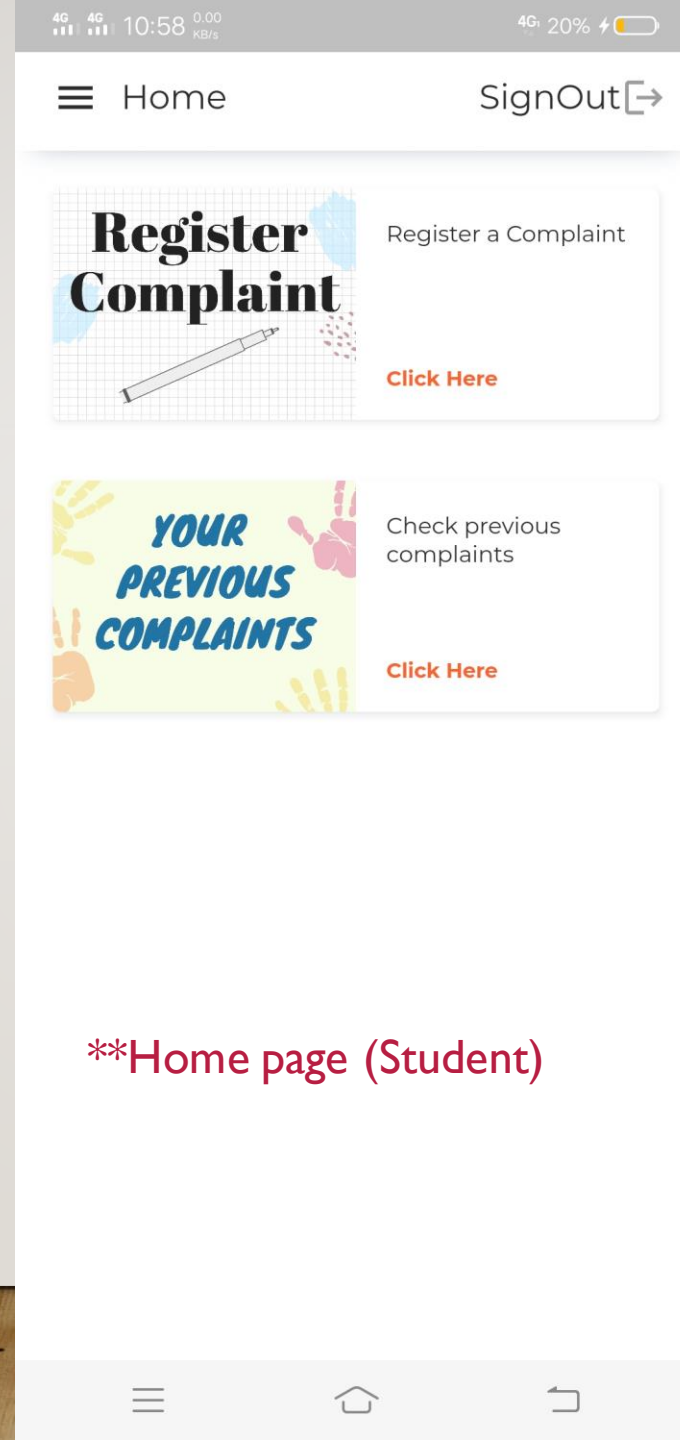 4G 4G 10:58 0.00 KB/s 4G 20%
Home SignOut
Register
Complaint
Register a Complaint
Click Here
YOUR
PREVIOUS
COMPLAINTS
Check previous
complaints
Click Here
**Home page (Student)